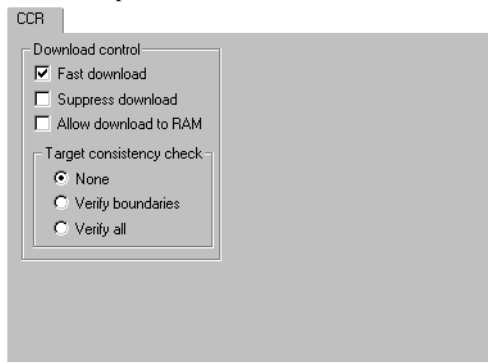 CCR
Download control
Fast download
Suppress download
Allow download to RAM
Target consistency check
None
Verify boundaries
Verify all